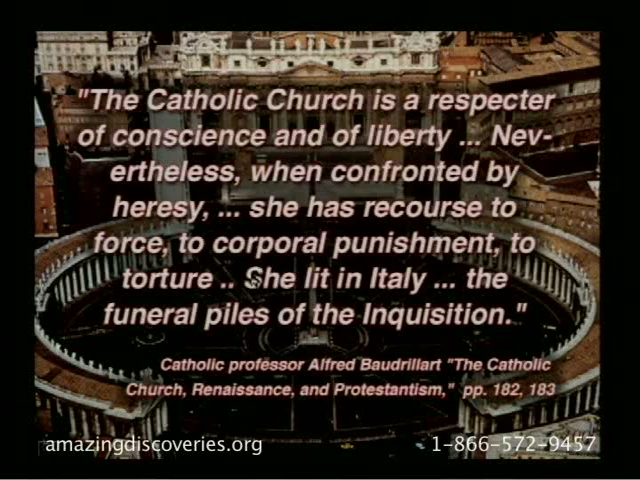 "The Catholic Church is a respecter
of conscience and of liberty ... Nev-
ertheless, when confronted by
heresy, ... she has recourse to
force, to corporal punishment, to
torture .. She lit in Italy ... the
funeral piles of the Inquisition."
Catholic professor Alfred Baudrillart "The Catholic
Church, Renaissance, and Protestantism," pp. 182, 183
amazingdiscoveries.org 1-866-572-9457